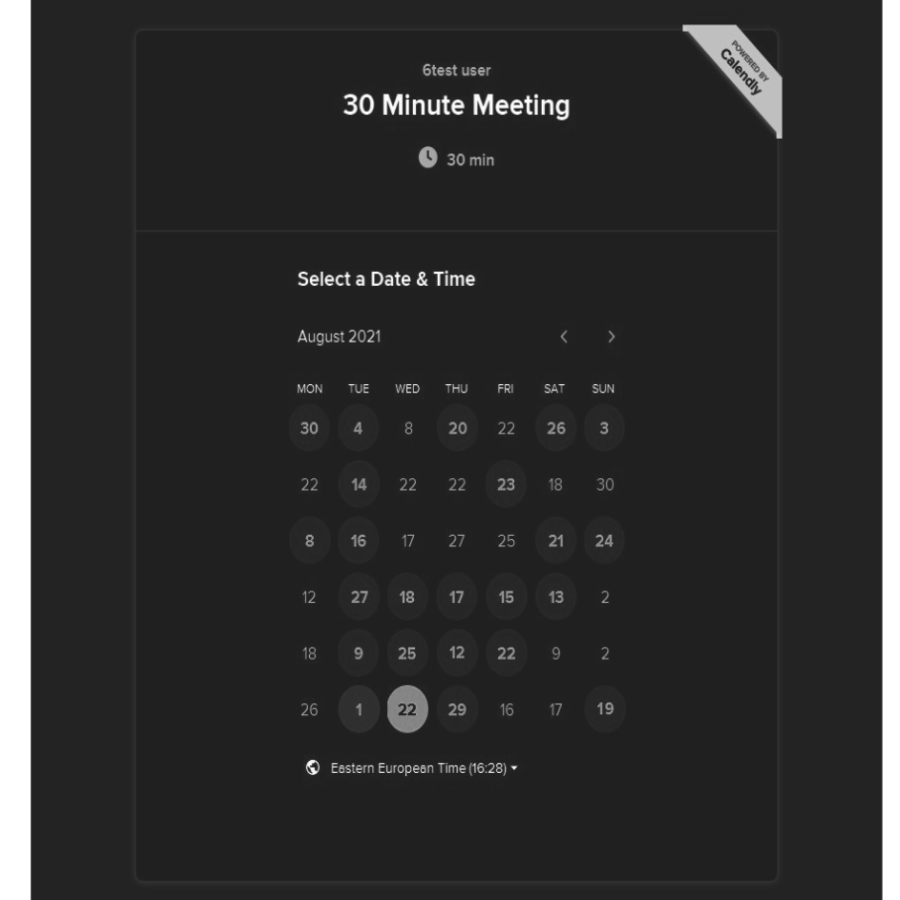 POWERED BY
Calendly
6test user
30 Minute Meeting
30 min
Select a Date & Time
August 2021
MON TUE WED THU FRI SAT SUN
30 4 8 20 22 26 3
22 14 22 22 23 18 30
8 16 17 27 25 21 24
12 27 18 17 15 13 2
18 9 25 12 22 9 2
26 1 22 29 16 17 19
Eastern European Time (16:28)